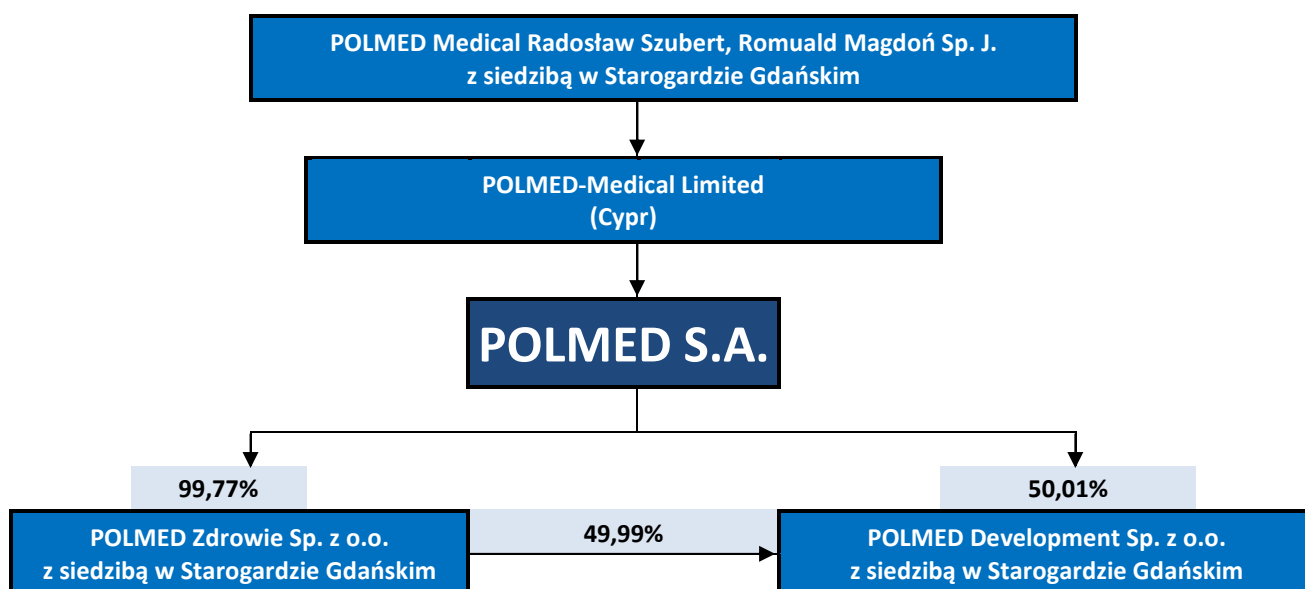 POLMED Medical Radosław Szubert, Romuald Magdoń Sp. J.
z siedzibą w Starogardzie Gdańskim
POLMED-Medical Limited
(Cypr)
POLMED S.A.
99,77%
50,01%
POLMED Zdrowie Sp. z o.o.
z siedzibą w Starogardzie Gdańskim
49,99%
POLMED Development Sp. z o.o.
z siedzibą w Starogardzie Gdańskim